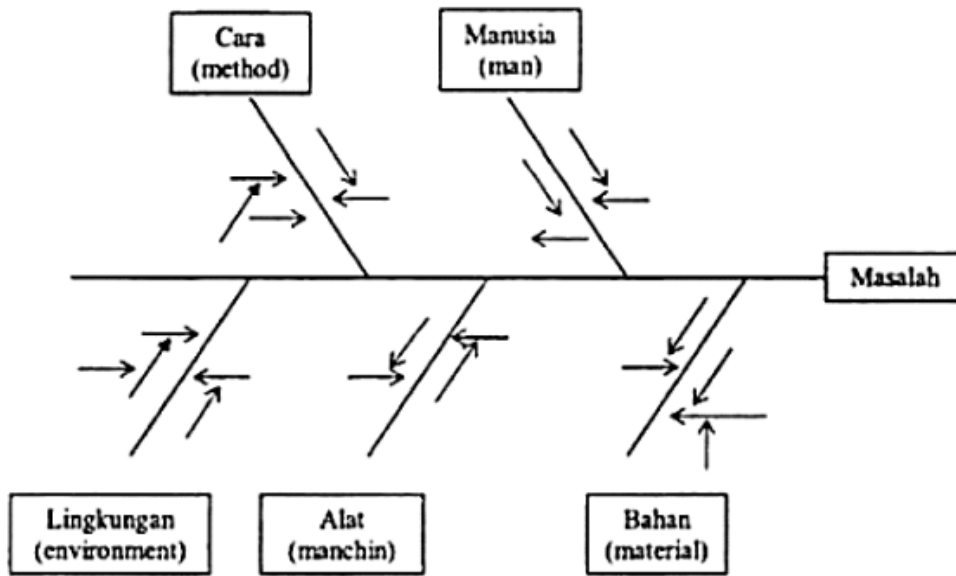 Cara
(method)
Manusia
(man)
Masalah
Lingkungan
(environment)
Alat
(manchin)
Bahan
(material)